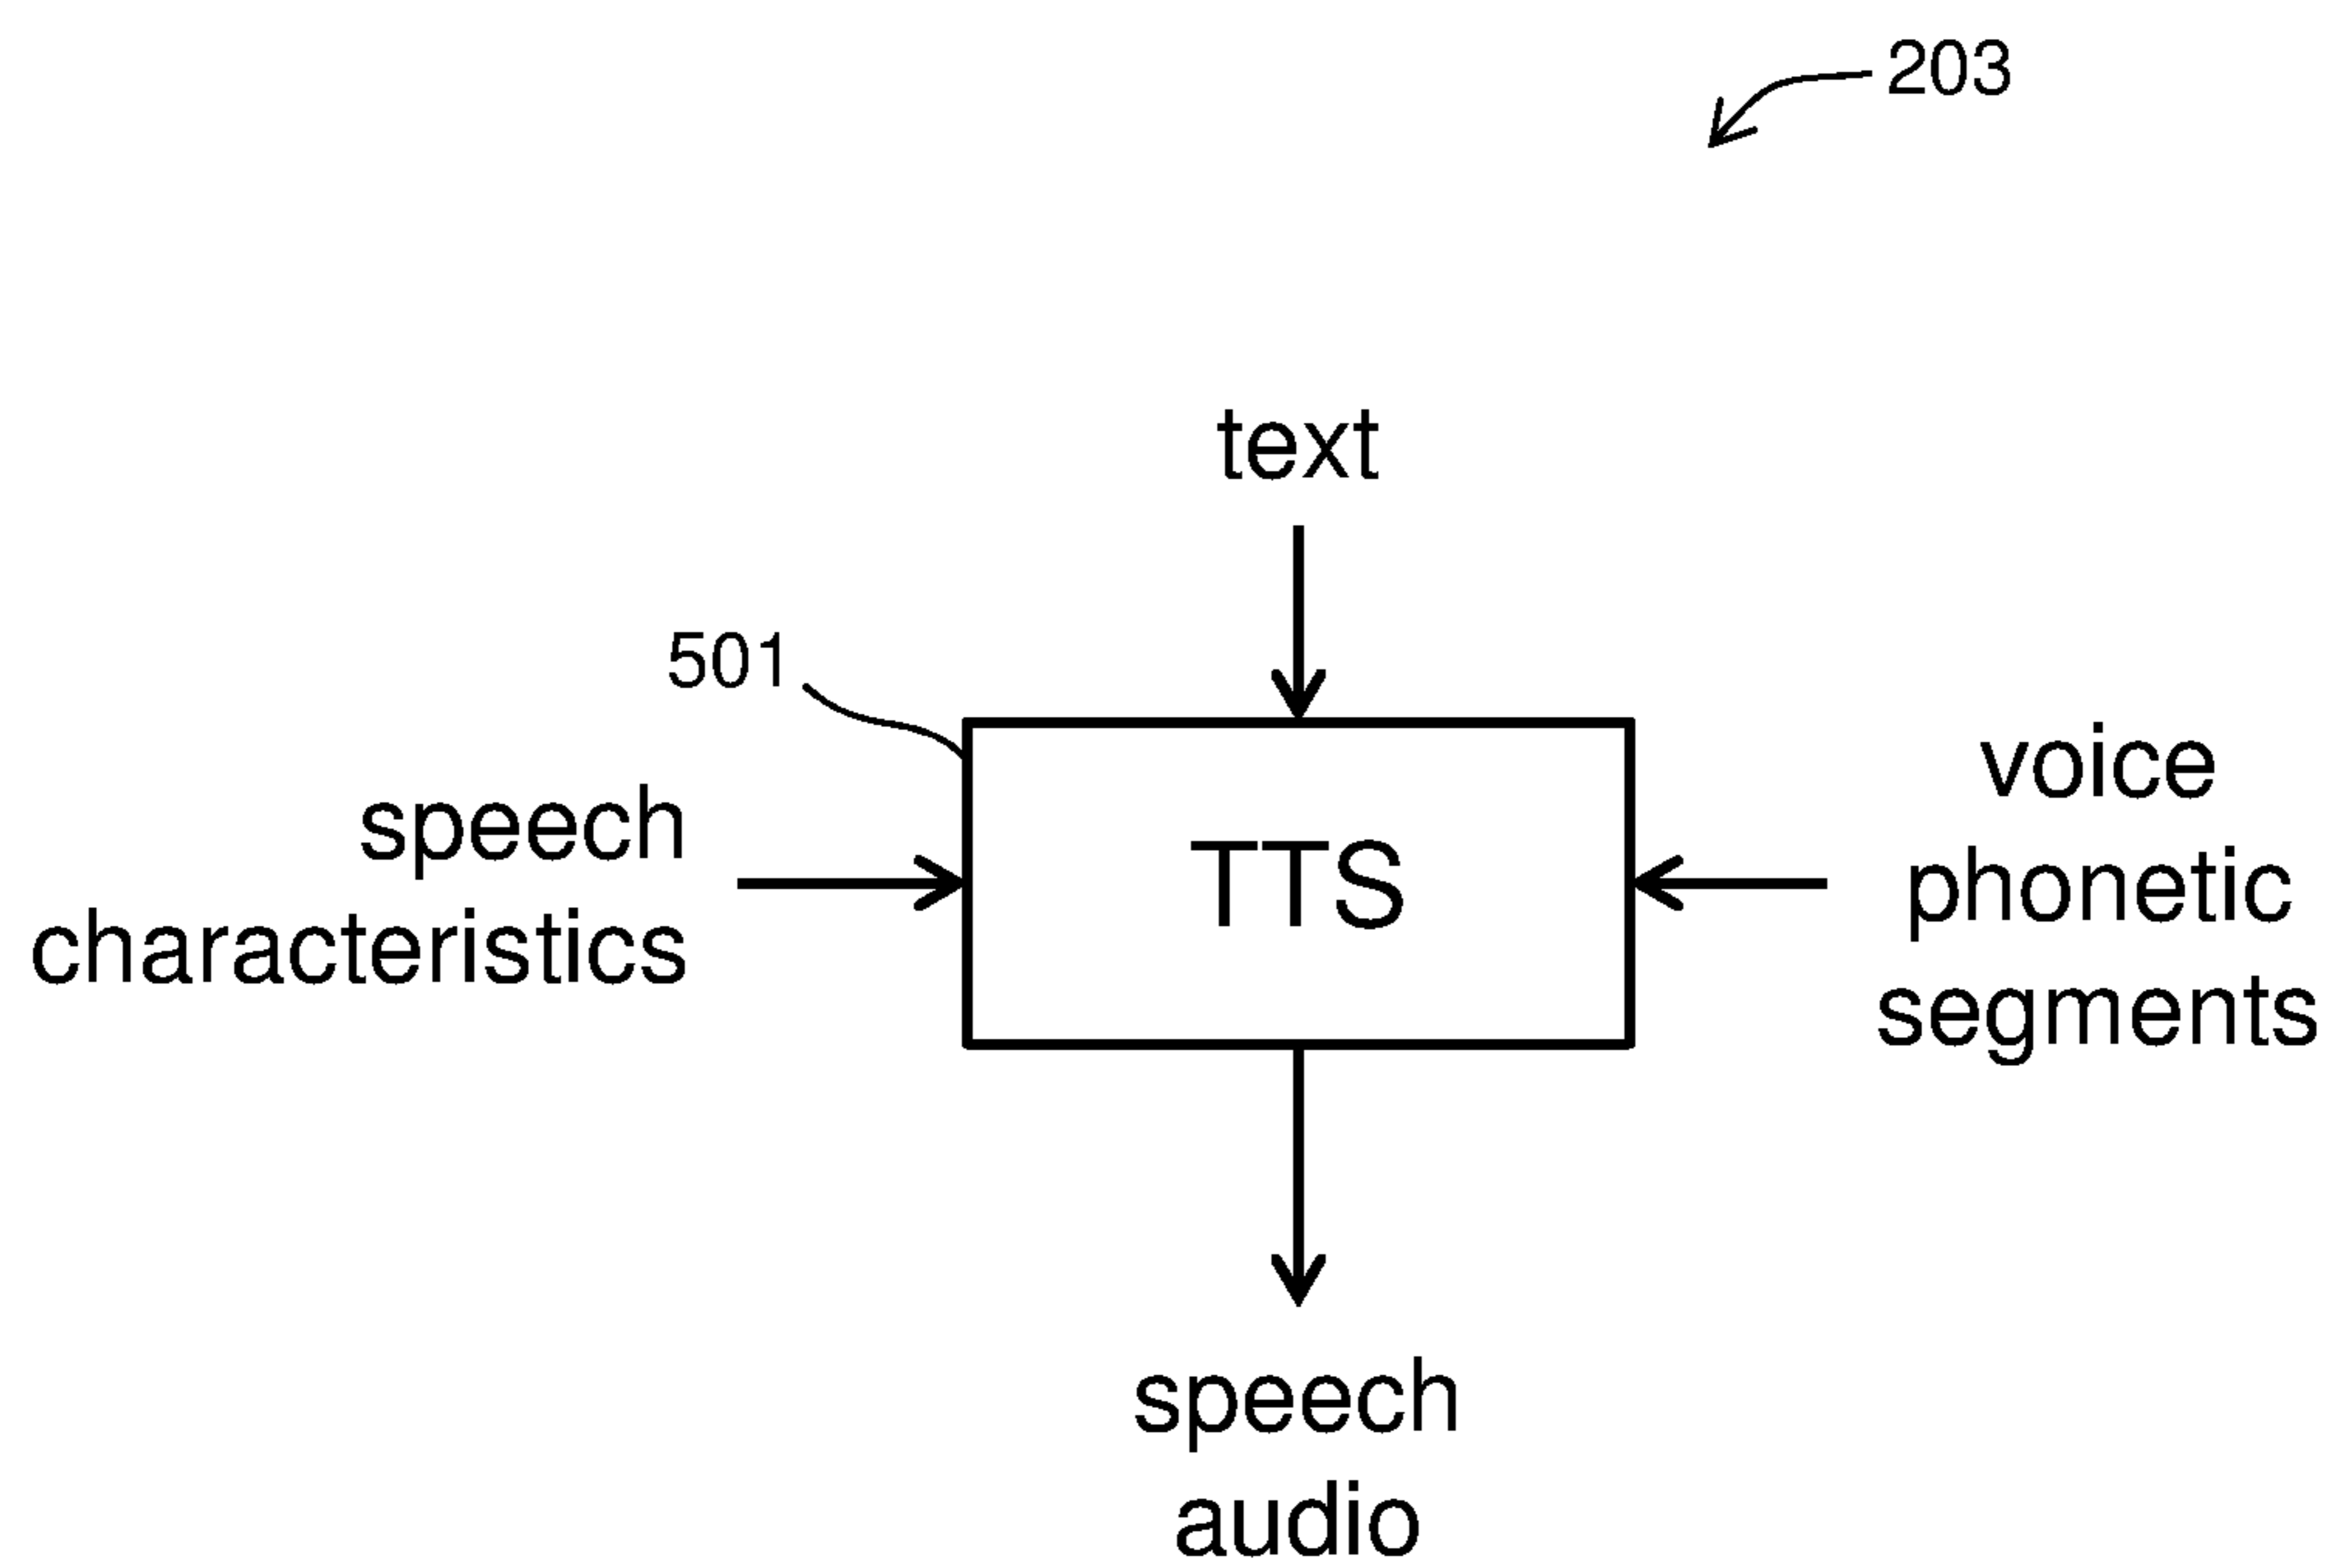 203
text
501
speech
characteristics
TTS
voice
phonetic
segments
speech
audio